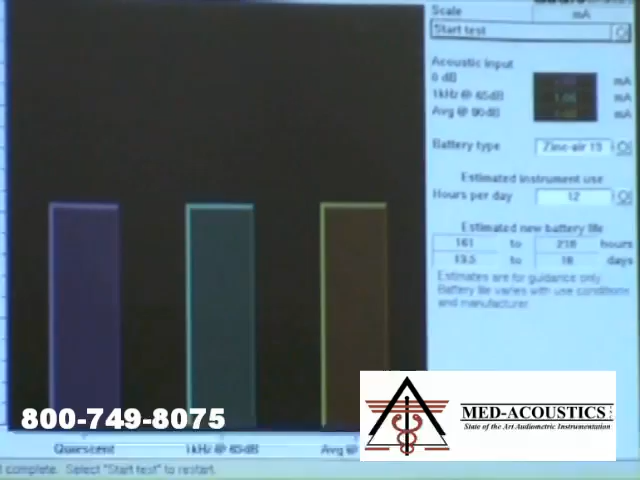 Scale
mA
Start test
Acoustic input
0 dB
mA
1kHz @ 65dB
mA
Avg @ 90dB
mA
Battery type
Zinc-air 13
Estimated instrument use
Hours per day
12
Estimated new battery life
161 to 216 hours
13.5 to 18 days
Estimates are for guidance only.
Battery life varies with use conditions
and manufacturer.
800-749-8075
MED-ACOUSTICS
State of the Art Audiometric Instrumentation
Quiescent
1kHz @ 65dB
Avg @
complete. Select "Start test" to restart.